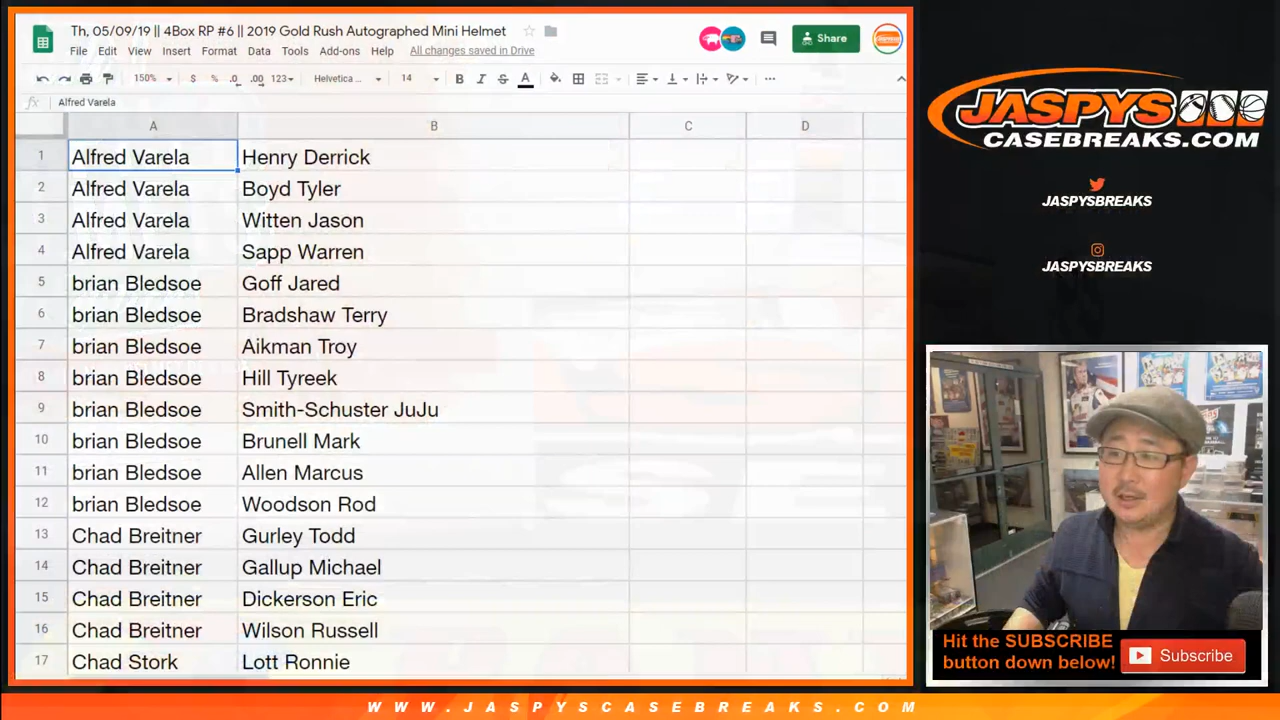 Th, 05/09/19 || 4Box RP #6 || 2019 Gold Rush Autographed Mini Helmet
File Edit View Insert Format Data Tools Add-ons Help All changes saved in Drive
Share
150% $ % .0 .00 123 Helvetica ... 14 B I S A
fx Alfred Varela
A B C D
1 Alfred Varela Henry Derrick
2 Alfred Varela Boyd Tyler
3 Alfred Varela Witten Jason
4 Alfred Varela Sapp Warren
5 brian Bledsoe Goff Jared
6 brian Bledsoe Bradshaw Terry
7 brian Bledsoe Aikman Troy
8 brian Bledsoe Hill Tyreek
9 brian Bledsoe Smith-Schuster JuJu
10 brian Bledsoe Brunell Mark
11 brian Bledsoe Allen Marcus
12 brian Bledsoe Woodson Rod
13 Chad Breitner Gurley Todd
14 Chad Breitner Gallup Michael
15 Chad Breitner Dickerson Eric
16 Chad Breitner Wilson Russell
17 Chad Stork Lott Ronnie
JASPYS
CASEBREAKS.COM
JASPYSBREAKS
JASPYSBREAKS
Hit the SUBSCRIBE
button down below!
Subscribe
WWW.JASPYSCASEBREAKS.COM